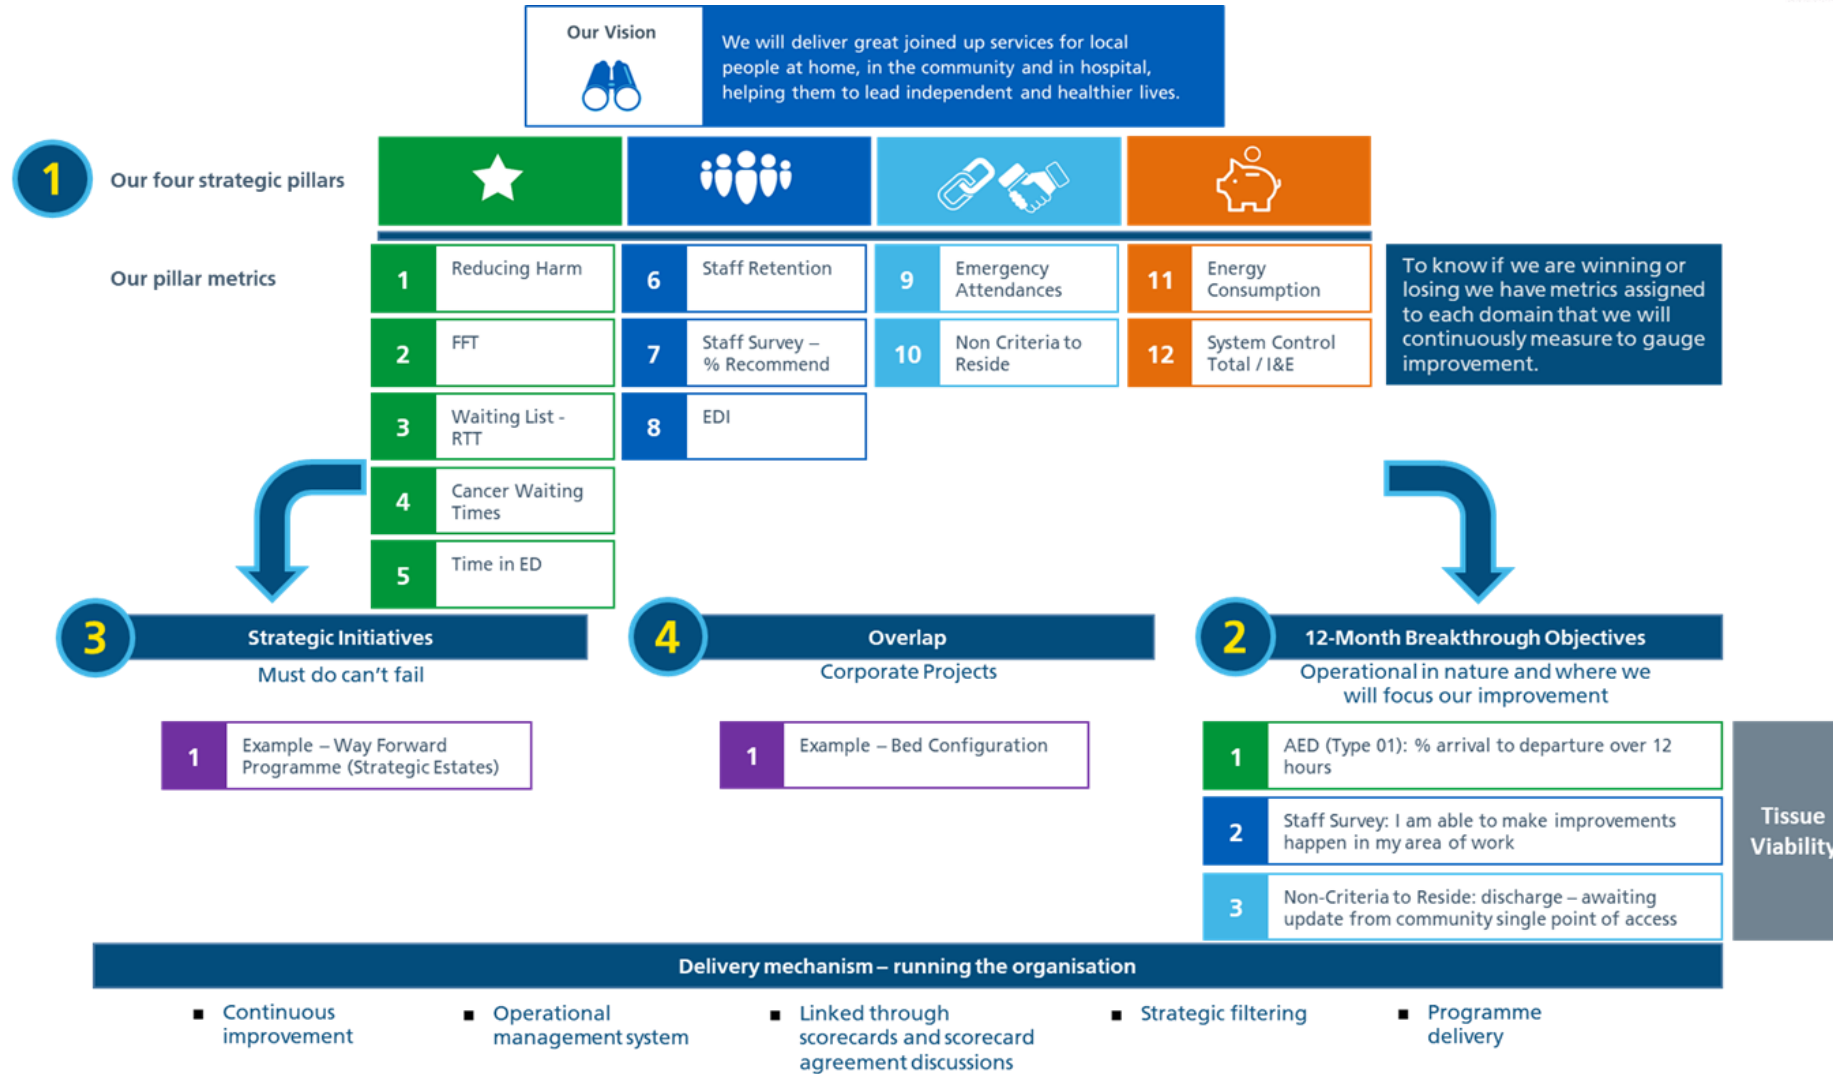 Our Vision
We will deliver great joined up services for local
people at home, in the community and in hospital,
helping them to lead independent and healthier lives.
1
Our four strategic pillars
Our pillar metrics
1
Reducing Harm
2
FFT
3
Waiting List -
RTT
4
Cancer Waiting
Times
5
Time in ED
6
Staff Retention
7
Staff Survey –
% Recommend
8
EDI
9
Emergency
Attendances
10
Non Criteria to
Reside
11
Energy
Consumption
12
System Control
Total / I&E
To know if we are winning or
losing we have metrics assigned
to each domain that we will
continuously measure to gauge
improvement.
3
Strategic Initiatives
Must do can't fail
1
Example – Way Forward
Programme (Strategic Estates)
4
Overlap
Corporate Projects
1
Example – Bed Configuration
2
12-Month Breakthrough Objectives
Operational in nature and where we
will focus our improvement
1
AED (Type 01): % arrival to departure over 12
hours
2
Staff Survey: I am able to make improvements
happen in my area of work
3
Non-Criteria to Reside: discharge – awaiting
update from community single point of access
Tissue
Viability
Delivery mechanism – running the organisation
■ Continuous
improvement
■ Operational
management system
■ Linked through
scorecards and scorecard
agreement discussions
■ Strategic filtering
■ Programme
delivery